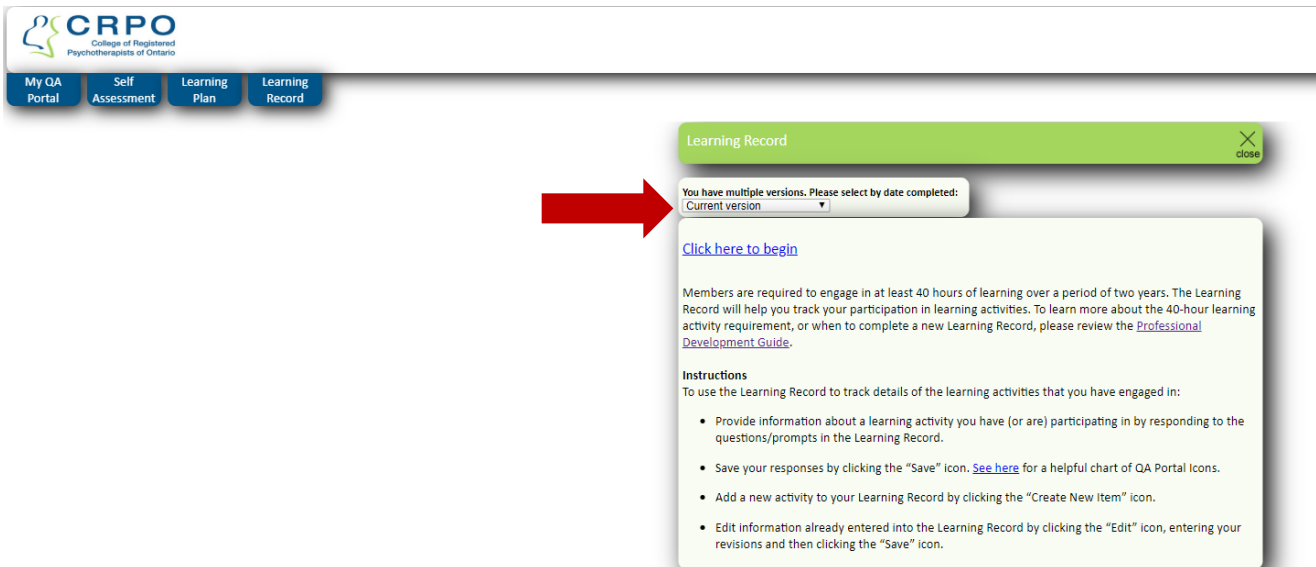 CRPO
College of Registered
Psychotherapists of Ontario
My QA
Portal
Self
Assessment
Learning
Plan
Learning
Record
Learning Record
close
You have multiple versions. Please select by date completed:
Current version
Click here to begin
Members are required to engage in at least 40 hours of learning over a period of two years. The Learning
Record will help you track your participation in learning activities. To learn more about the 40-hour learning
activity requirement, or when to complete a new Learning Record, please review the Professional
Development Guide.
Instructions
To use the Learning Record to track details of the learning activities that you have engaged in:
• Provide information about a learning activity you have (or are) participating in by responding to the
questions/prompts in the Learning Record.
• Save your responses by clicking the “Save” icon. See here for a helpful chart of QA Portal Icons.
• Add a new activity to your Learning Record by clicking the “Create New Item” icon.
• Edit information already entered into the Learning Record by clicking the “Edit” icon, entering your
revisions and then clicking the “Save” icon.